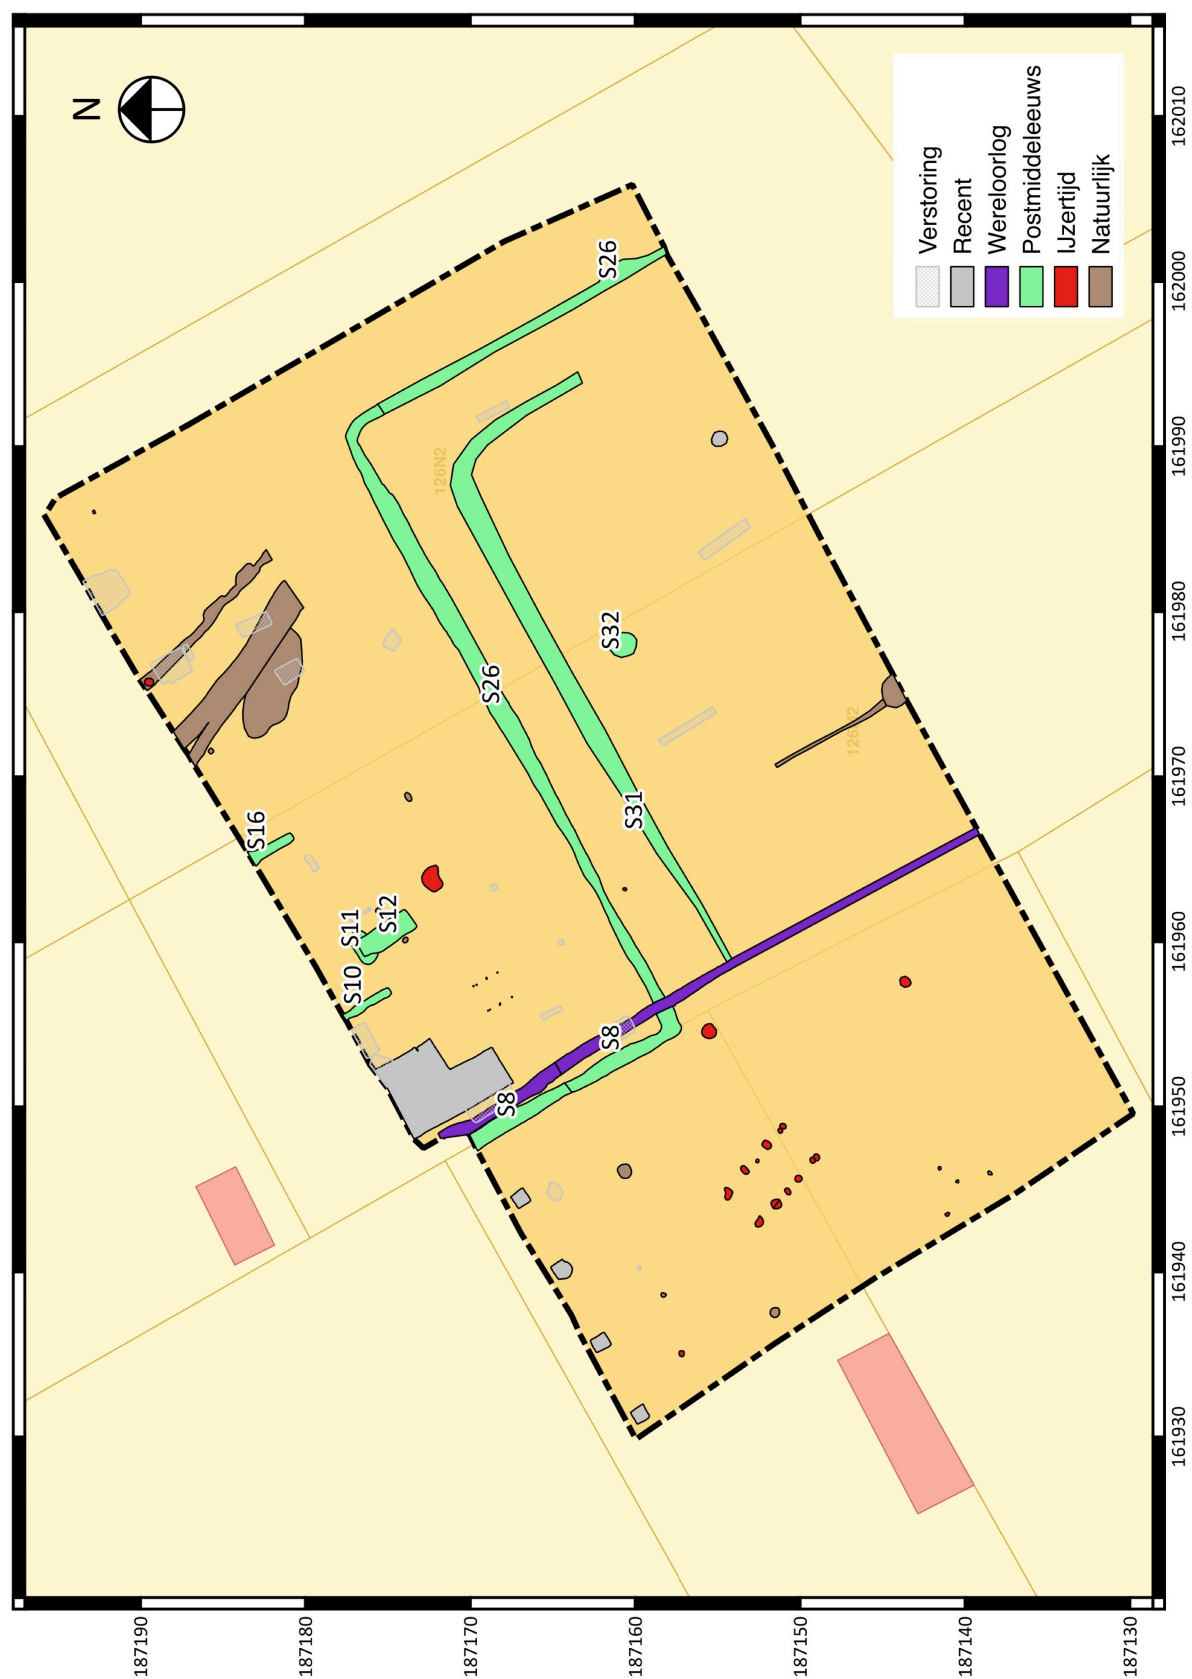 N
S26
126N2
S32
S26
S16
S31
126N2
S11
S12
S10
S8
S8
Verstoring
Recent
Wereloorlog
Postmiddeleeuws
IJzertijd
Natuurlijk
187190
187180
187170
187160
187150
187140
187130
161930
161940
161950
161960
161970
161980
161990
162000
162010